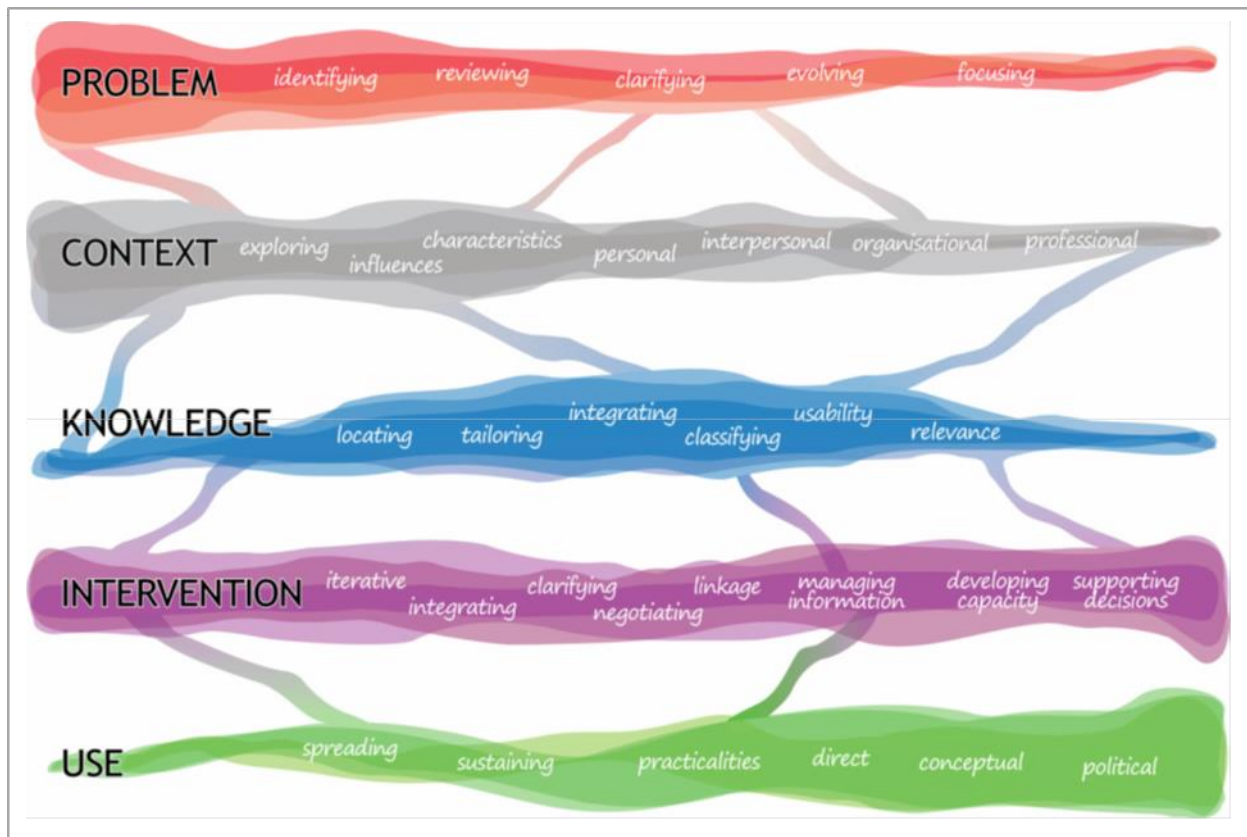 PROBLEM
identifying
reviewing
clarifying
evolving
focusing
CONTEXT
exploring
influences
characteristics
personal
interpersonal
organisational
professional
KNOWLEDGE
locating
tailoring
integrating
classifying
usability
relevance
INTERVENTION
iterative
integrating
clarifying
negotiating
linkage
managing
information
developing
capacity
supporting
decisions
USE
spreading
sustaining
practicalities
direct
conceptual
political